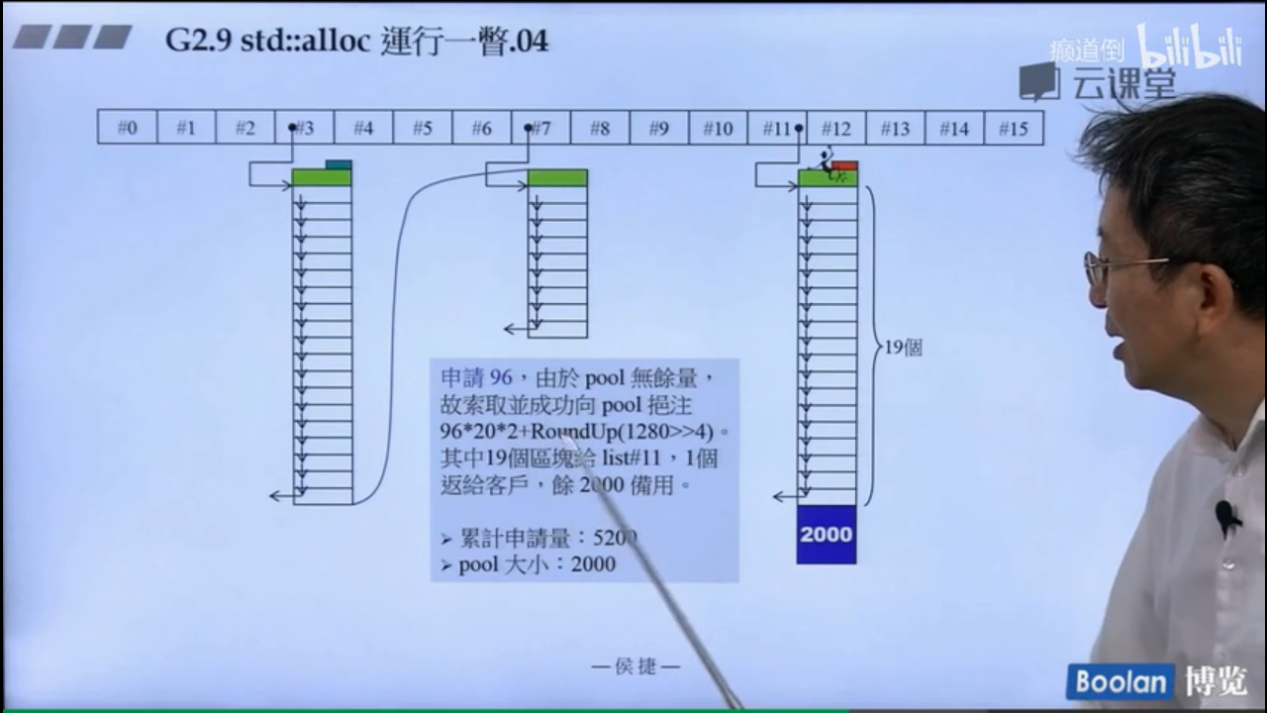 G2.9 std::alloc 運行一瞥.04
癫道倒 bilibili
云课堂
#0 #1 #2 #3 #4 #5 #6 #7 #8 #9 #10 #11 #12 #13 #14 #15
19個
申請 96，由於 pool 無餘量，
故索取並成功向 pool 挹注
96*20*2+RoundUp(1280>>4)。
其中19個區塊給 list#11，1個
返給客戶，餘 2000 備用。
➢ 累計申請量：5200
➢ pool 大小：2000
2000
—侯捷—
Boolan 博览